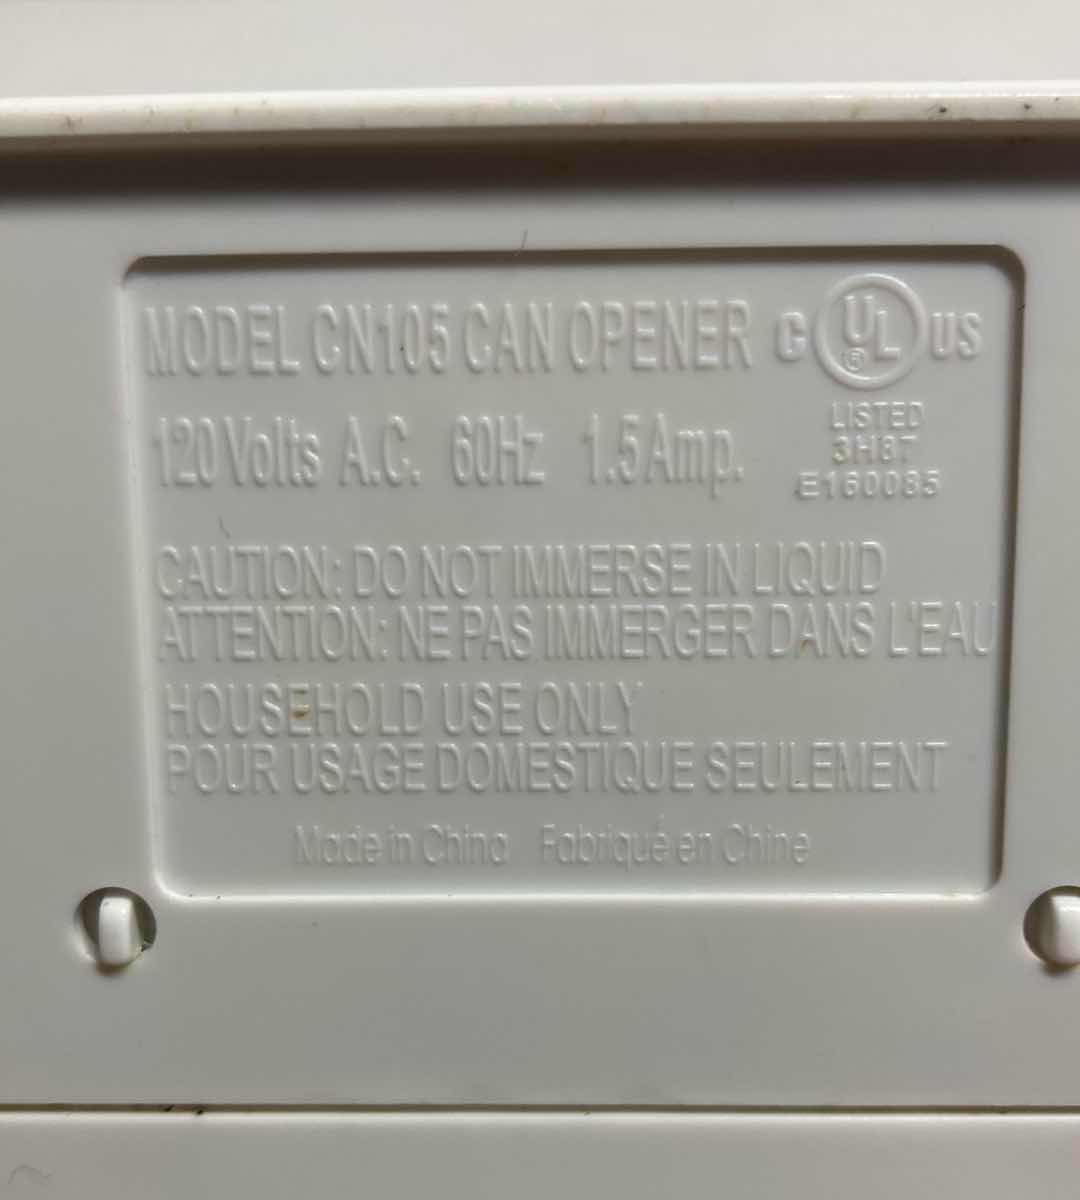 MODEL CN105 CAN OPENER
C UL® US
LISTED
3H8T
E160085
120 Volts A.C. 60Hz 1.5 Amp.
CAUTION: DO NOT IMMERSE IN LIQUID
ATTENTION: NE PAS IMMERGER DANS L'EAU
HOUSEHOLD USE ONLY
POUR USAGE DOMESTIQUE SEULEMENT
Made in China Fabriqué en Chine